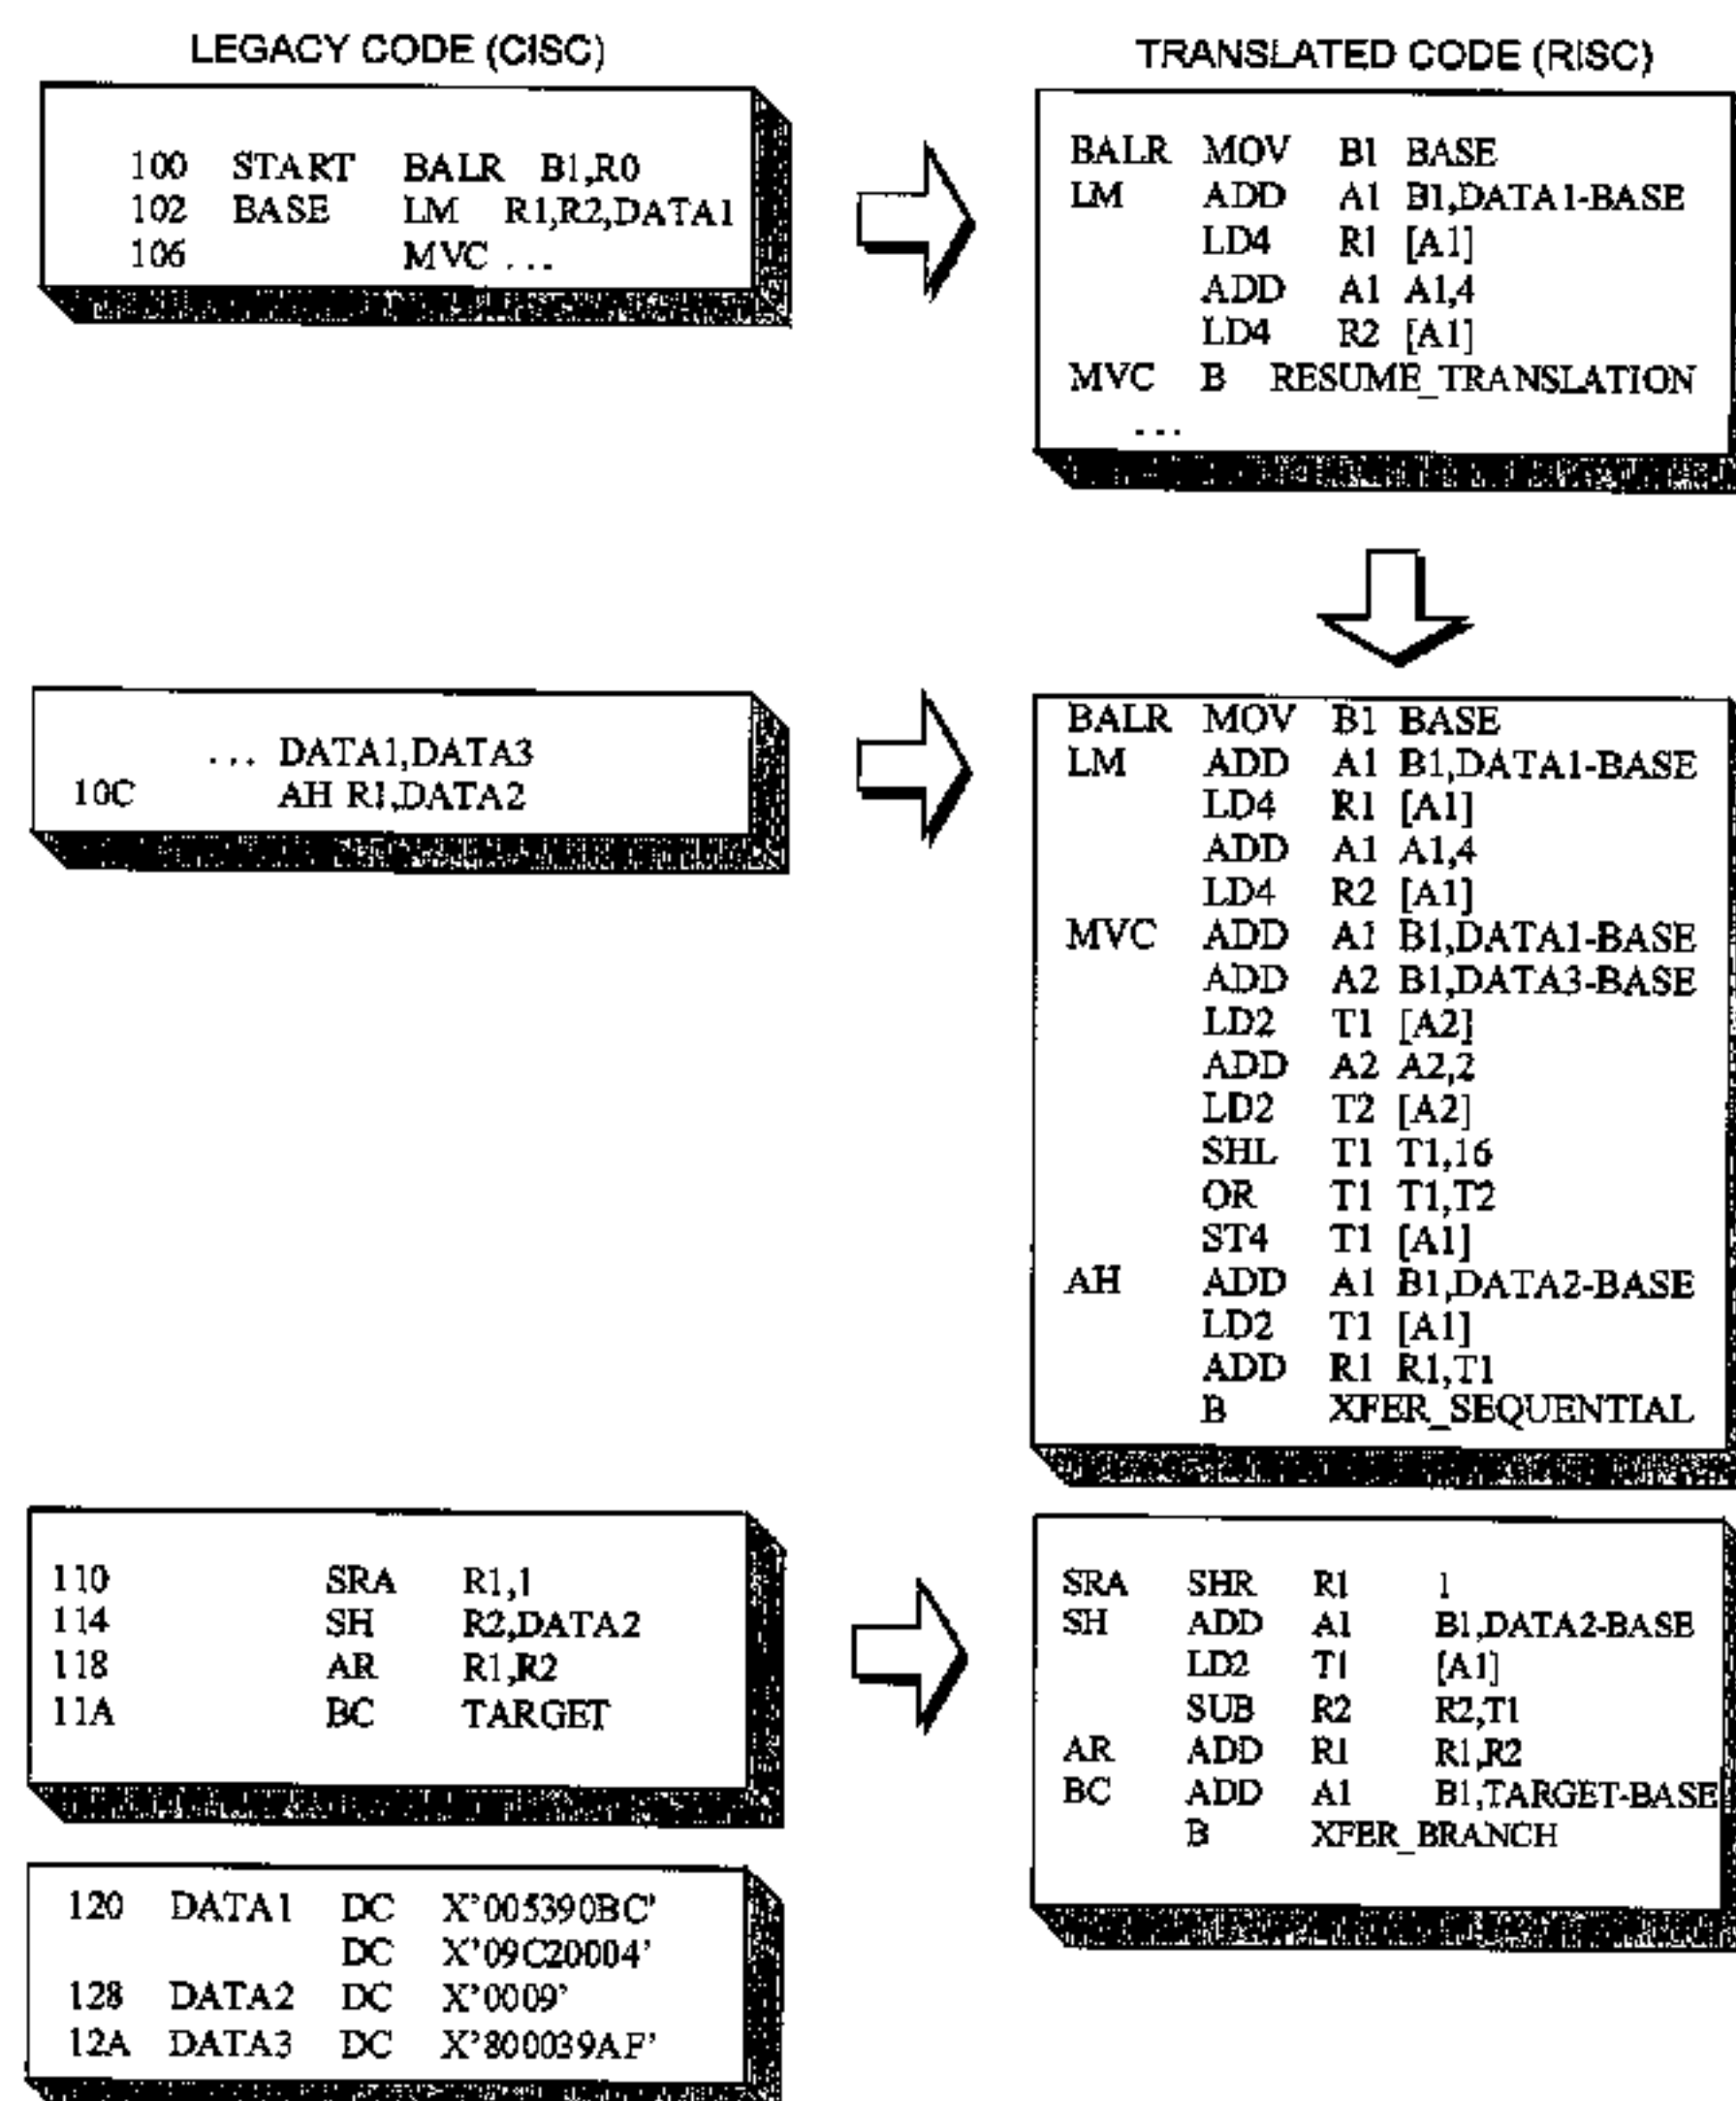 LEGACY CODE (CISC)
100 START BALR B1,R0
102 BASE LM R1,R2,DATA1
106 MVC ...
TRANSLATED CODE (RISC)
BALR MOV B1 BASE
LM ADD A1 B1,DATA1-BASE
LD4 R1 [A1]
ADD A1 A1,4
LD4 R2 [A1]
MVC B RESUME_TRANSLATION
...
... DATA1,DATA3
10C AH R1,DATA2
BALR MOV B1 BASE
LM ADD A1 B1,DATA1-BASE
LD4 R1 [A1]
ADD A1 A1,4
LD4 R2 [A1]
MVC ADD A1 B1,DATA1-BASE
ADD A2 B1,DATA3-BASE
LD2 T1 [A2]
ADD A2 A2,2
LD2 T2 [A2]
SHL T1 T1,16
OR T1 T1,T2
ST4 T1 [A1]
AH ADD A1 B1,DATA2-BASE
LD2 T1 [A1]
ADD R1 R1,T1
B XFER_SEQUENTIAL
110 SRA R1,1
114 SH R2,DATA2
118 AR R1,R2
11A BC TARGET
SRA SHR R1 1
SH ADD A1 B1,DATA2-BASE
LD2 T1 [A1]
SUB R2 R2,T1
AR ADD R1 R1,R2
BC ADD A1 B1,TARGET-BASE
B XFER_BRANCH
120 DATA1 DC X'005390BC'
DC X'09C20004'
128 DATA2 DC X'0009'
12A DATA3 DC X'800039AF'